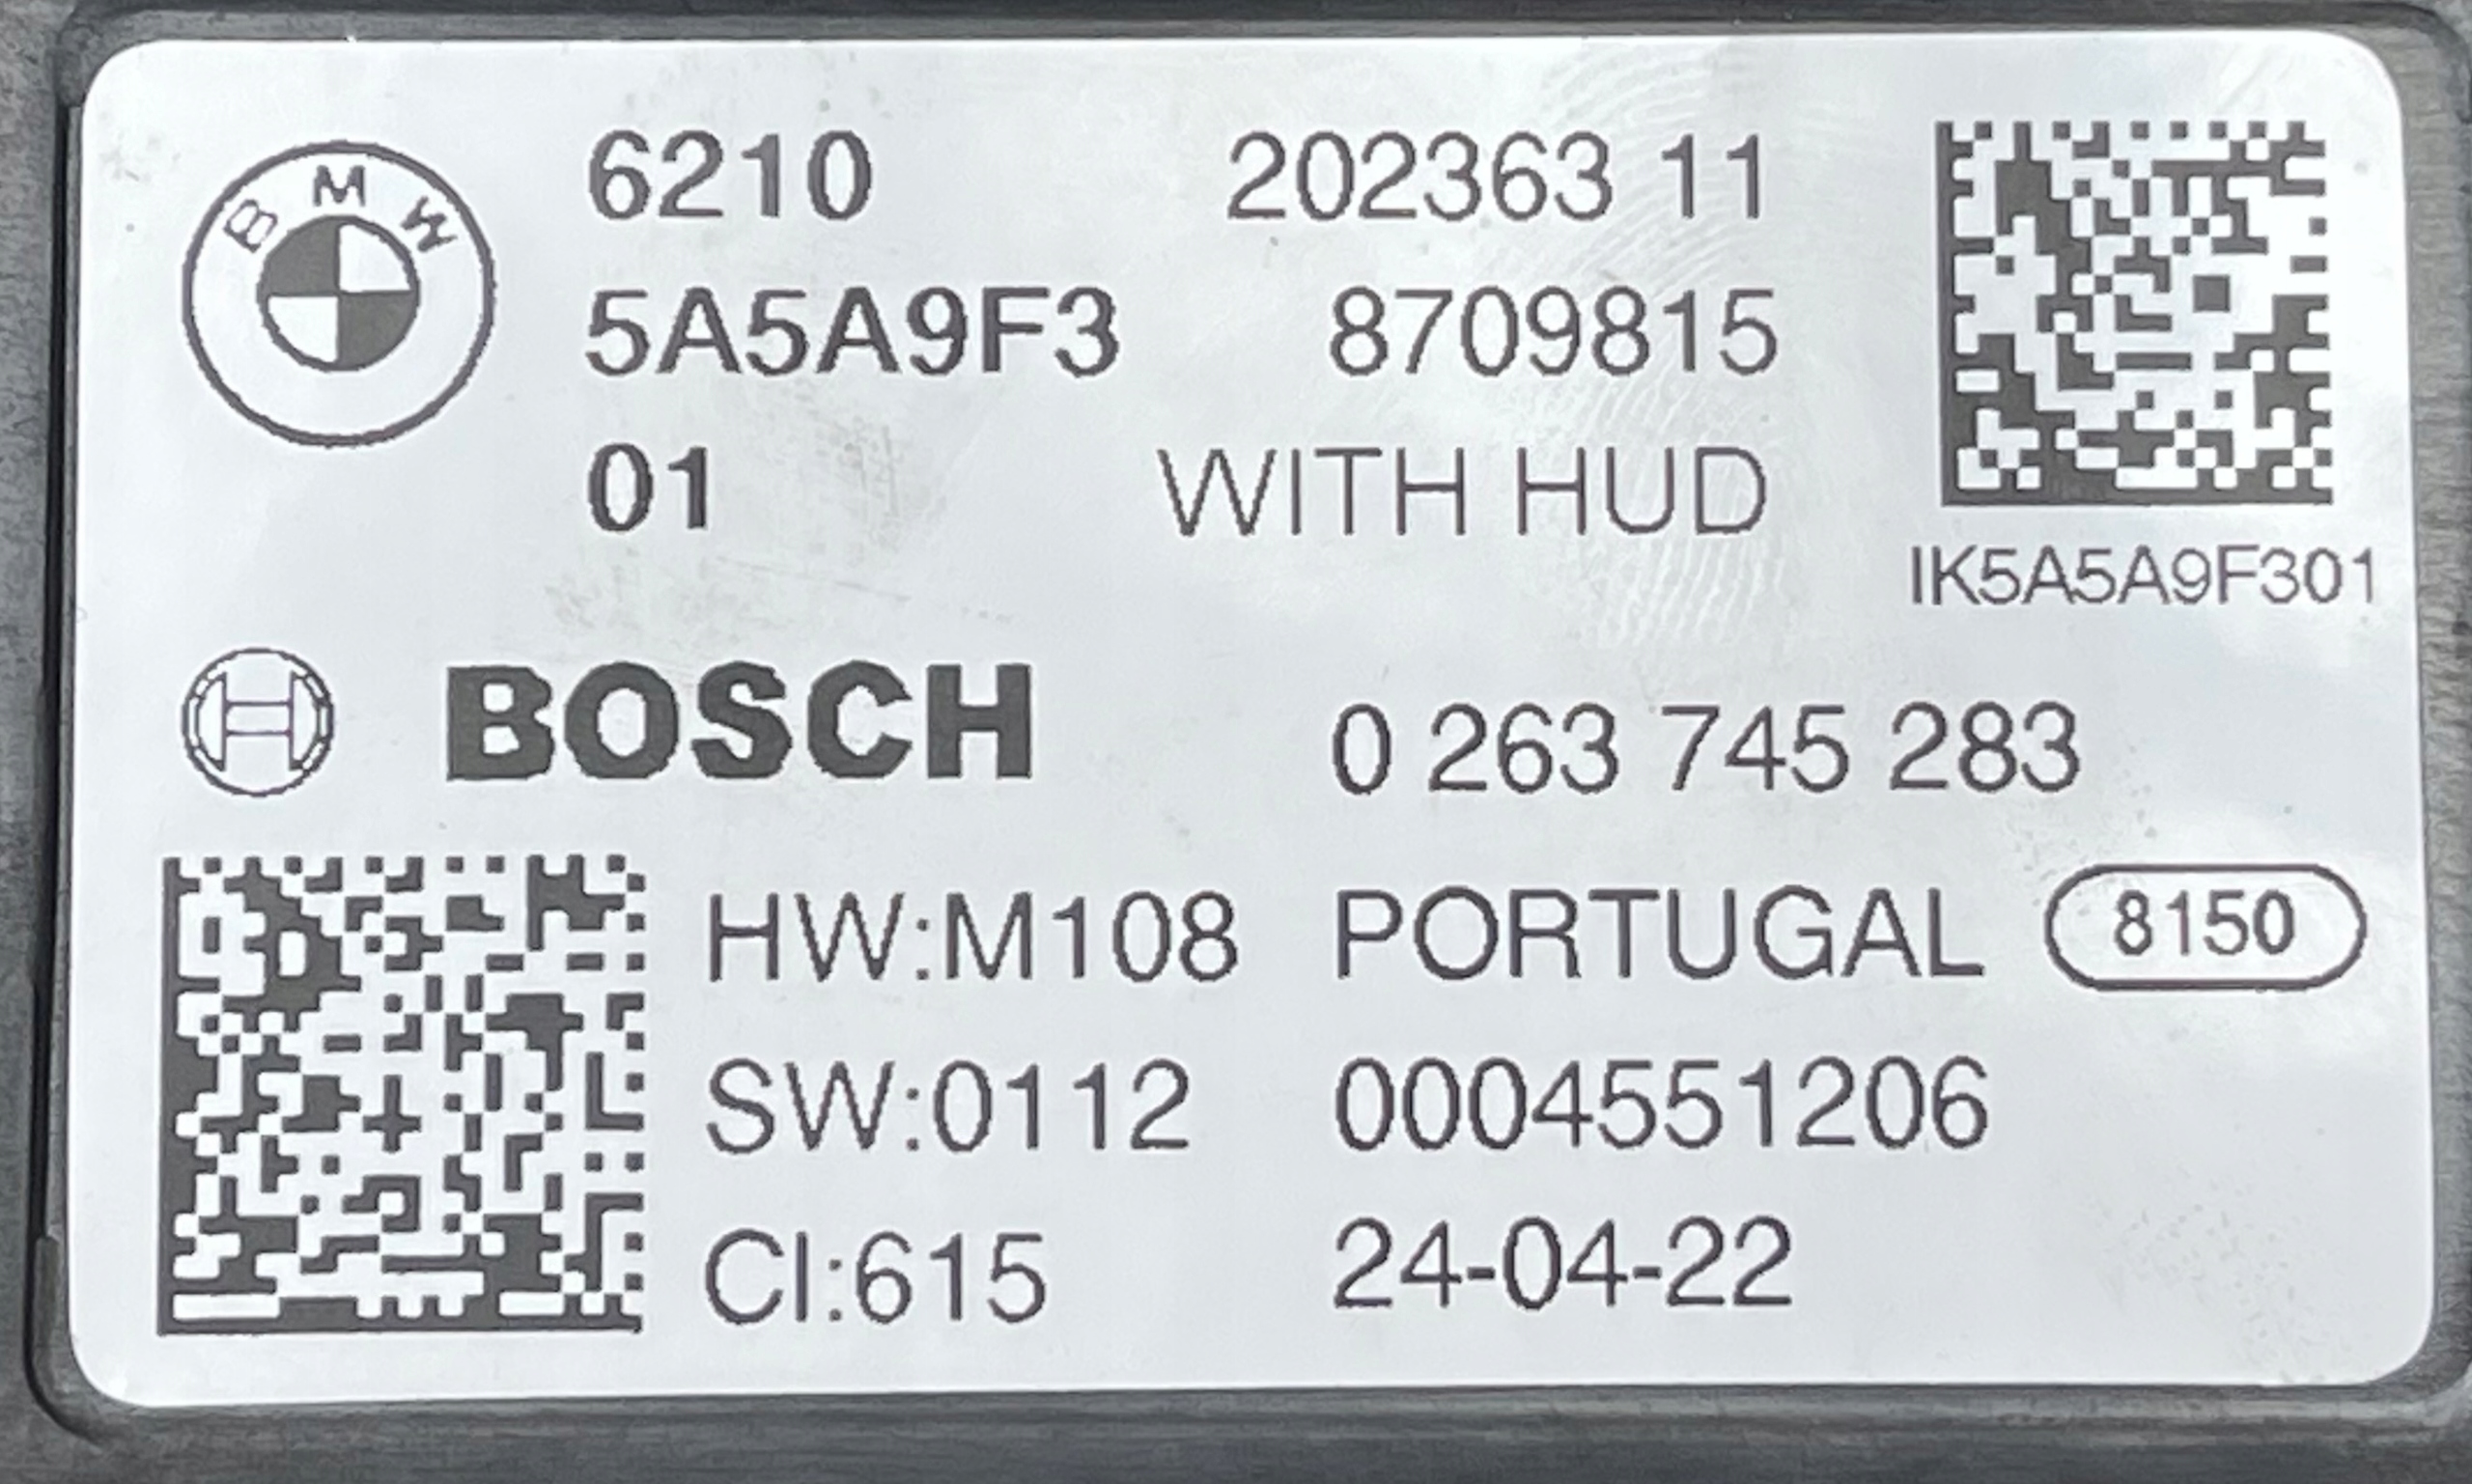 BMW
6210 202363 11
5A5A9F3 8709815
01 WITH HUD
IK5A5A9F301
BOSCH 0 263 745 283
HW:M108 PORTUGAL 8150
SW:0112 0004551206
CI:615 24-04-22